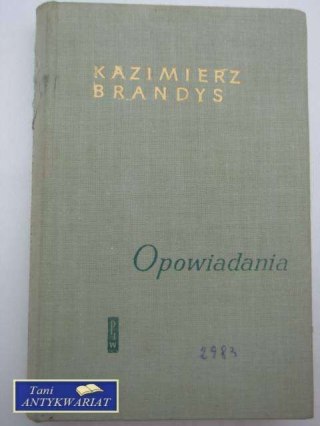 KAZIMIERZ
BRANDYS
Opowiadania
piw
2983
Tani
ANTYKWARIAT